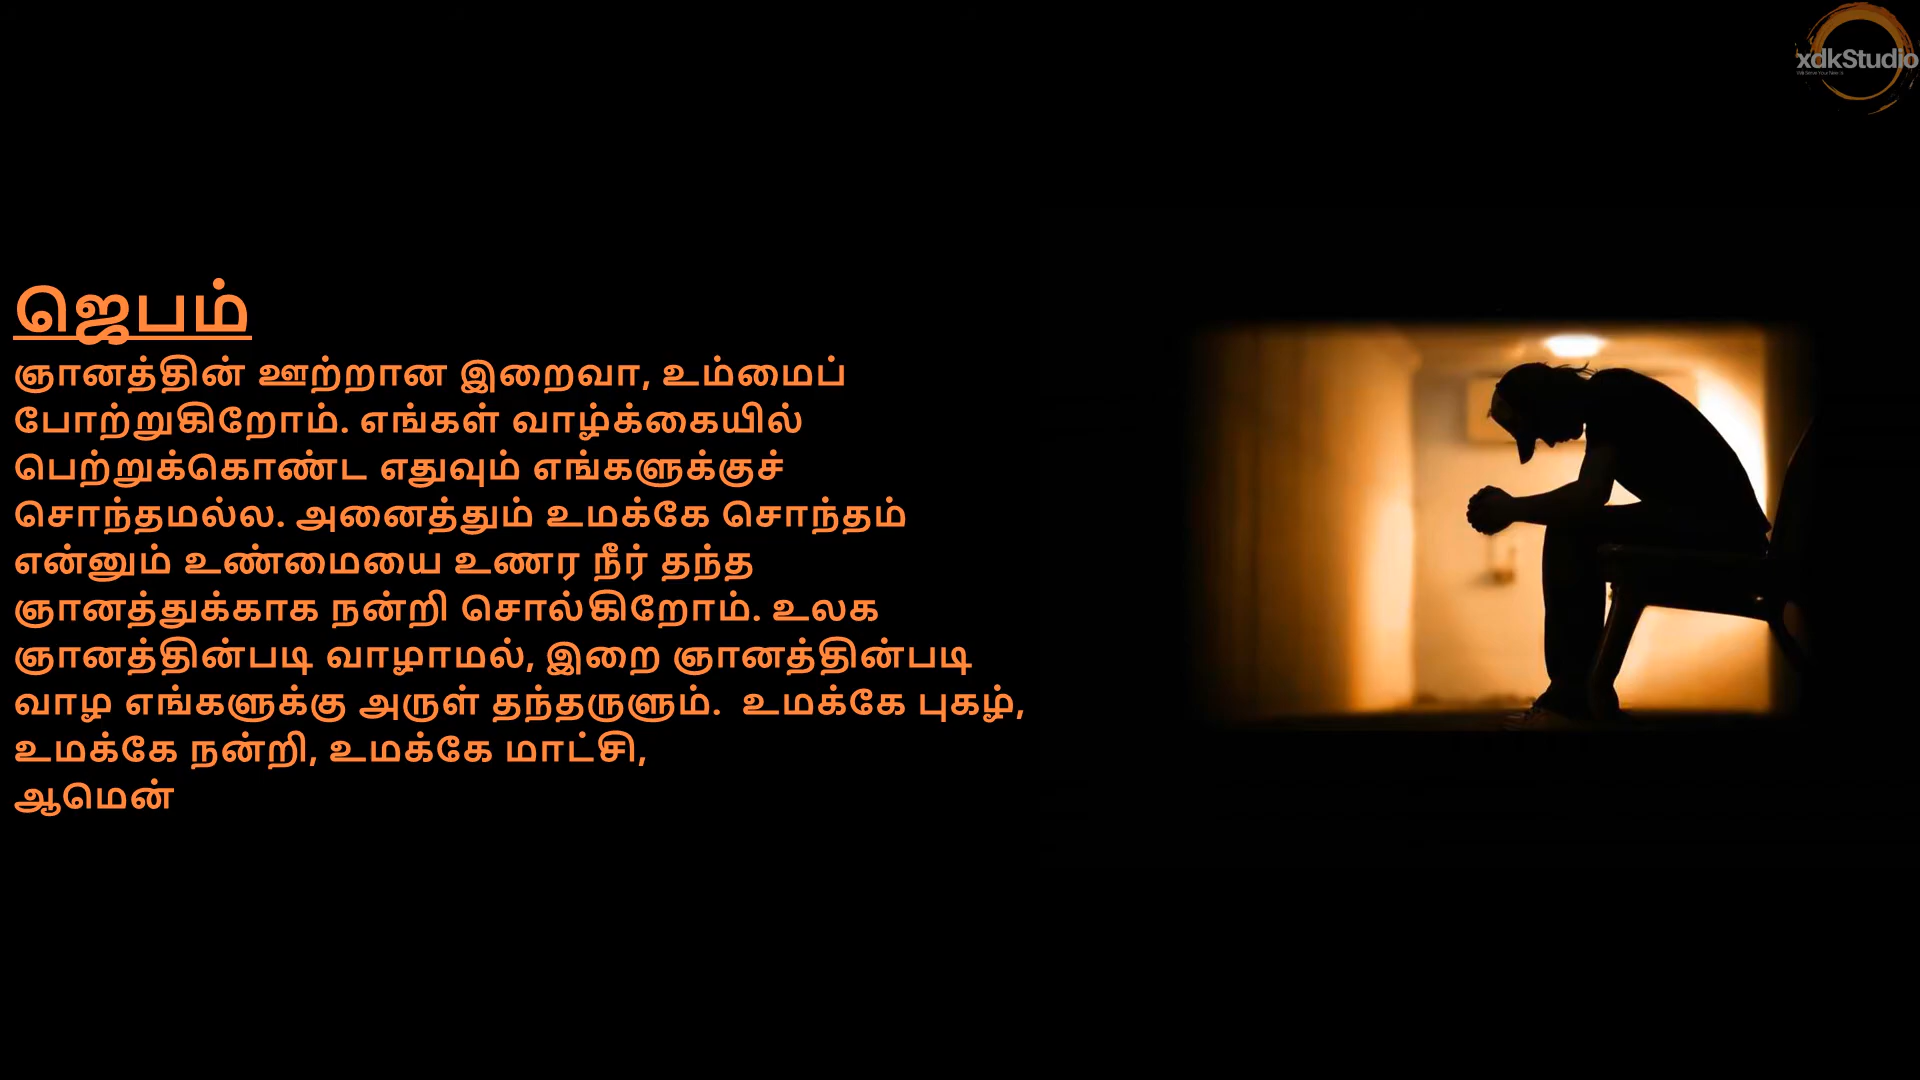 xdkStudio
ஜெபம்
ஞானத்தின் ஊற்றான இறைவா, உம்மைப்
போற்றுகிறோம். எங்கள் வாழ்க்கையில்
பெற்றுக்கொண்ட எதுவும் எங்களுக்குச்
சொந்தமல்ல. அனைத்தும் உமக்கே சொந்தம்
என்னும் உண்மையை உணர நீர் தந்த
ஞானத்துக்காக நன்றி சொல்கிறோம். உலக
ஞானத்தின்படி வாழாமல், இறை ஞானத்தின்படி
வாழ எங்களுக்கு அருள் தந்தருளும்.  உமக்கே புகழ்,
உமக்கே நன்றி, உமக்கே மாட்சி,
ஆமென்